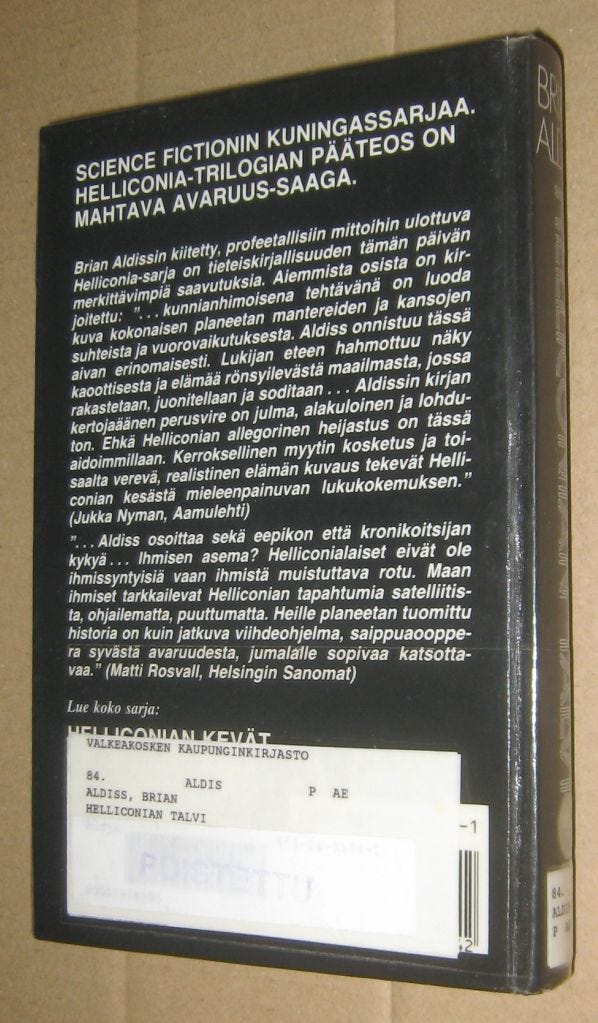 SCIENCE FICTIONIN KUNINGASSARJAA.
HELLICONIA-TRILOGIAN PÄÄTEOS ON
MAHTAVA AVARUUS-SAAGA.
Brian Aldissin kiitetty, profeetallisiin mittoihin ulottuva
Helliconia-sarja on tieteiskirjallisuuden tämän päivän
merkittävimpiä saavutuksia. Aiemmista osista on kir-
joitettu: "... kunnianhimoisena tehtävänä on luoda
kuva kokonaisen planeetan mantereiden ja kansojen
suhteista ja vuorovaikutuksesta. Aldiss onnistuu tässä
aivan erinomaisesti. Lukijan eteen hahmottuu näky
kaoottisesta ja elämää rönsyilevästä maailmasta, jossa
rakastetaan, juonitellaan ja soditaan... Aldissin kirjan
kertojaäänen perusvire on julma, alakuloinen ja lohdu-
ton. Ehkä Helliconian allegorinen heijastus on tässä
aidoimmillaan. Kerroksellinen myytin kosketus ja toi-
saalta verevä, realistinen elämän kuvaus tekevät Helli-
conian kesästä mieleenpainuvan lukukokemuksen."
(Jukka Nyman, Aamulehti)
"... Aldiss osoittaa sekä eepikon että kronikoitsijan
kykyä... Ihmisen asema? Helliconialaiset eivät ole
ihmissyntyisiä vaan ihmistä muistuttava rotu. Maan
ihmiset tarkkailevat Helliconian tapahtumia satelliitis-
ta, ohjailematta, puuttumatta. Heille planeetan tuomittu
historia on kuin jatkuva viihdeohjelma, saippuaooppe-
ra syvästä avaruudesta, jumalalle sopivaa katsotta-
vaa." (Matti Rosvall, Helsingin Sanomat)
Lue koko sarja:
HELLICONIAN KEVÄT
VALKEAKOSKEN KAUPUNGINKIRJASTO
84. ALDIS P AE
ALDISS, BRIAN
HELLICONIAN TALVI
POISTETTU
-1
42
84.
ALDIS
P